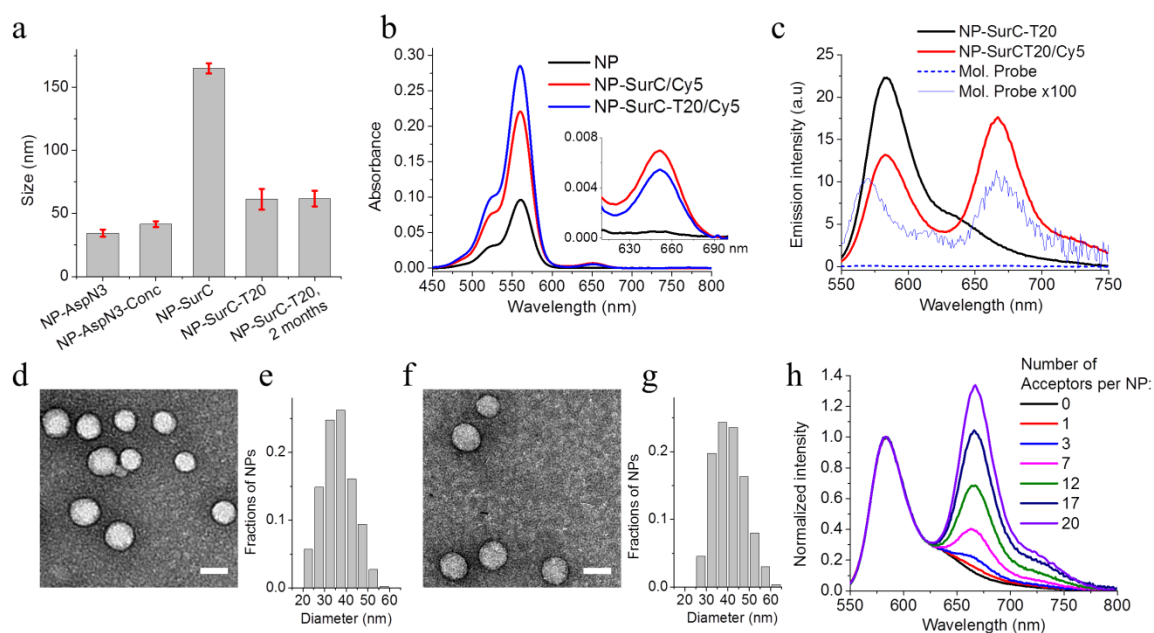 a
Size (nm)
150
100
50
0
NP-AspN3
NP-AspN3-Conc
NP-SurC
NP-SurC-T20
NP-SurC-T20,
2 months
b
Absorbance
0.30
0.25
0.20
0.15
0.10
0.05
0.00
450 500 550 600 650 700 750 800
Wavelength (nm)
NP
NP-SurC/Cy5
NP-SurC-T20/Cy5
0.008
0.004
0.000
630 660 690 nm
c
NP-SurC-T20
NP-SurCT20/Cy5
Mol. Probe
Mol. Probe x100
Emission intensity (a.u)
25
20
15
10
5
0
550 600 650 700 750
Wavelength (nm)
d
e
Fractions of NPs
0.2
0.1
0.0
20 30 40 50 60
Diameter (nm)
f
g
Fractions of NPs
0.2
0.1
0.0
20 30 40 50 60
Diameter (nm)
h
Normalized intensity
1.4
1.2
1.0
0.8
0.6
0.4
0.2
0.0
550 600 650 700 750 800
Wavelength (nm)
Number of
Acceptors per NP:
0
1
3
7
12
17
20